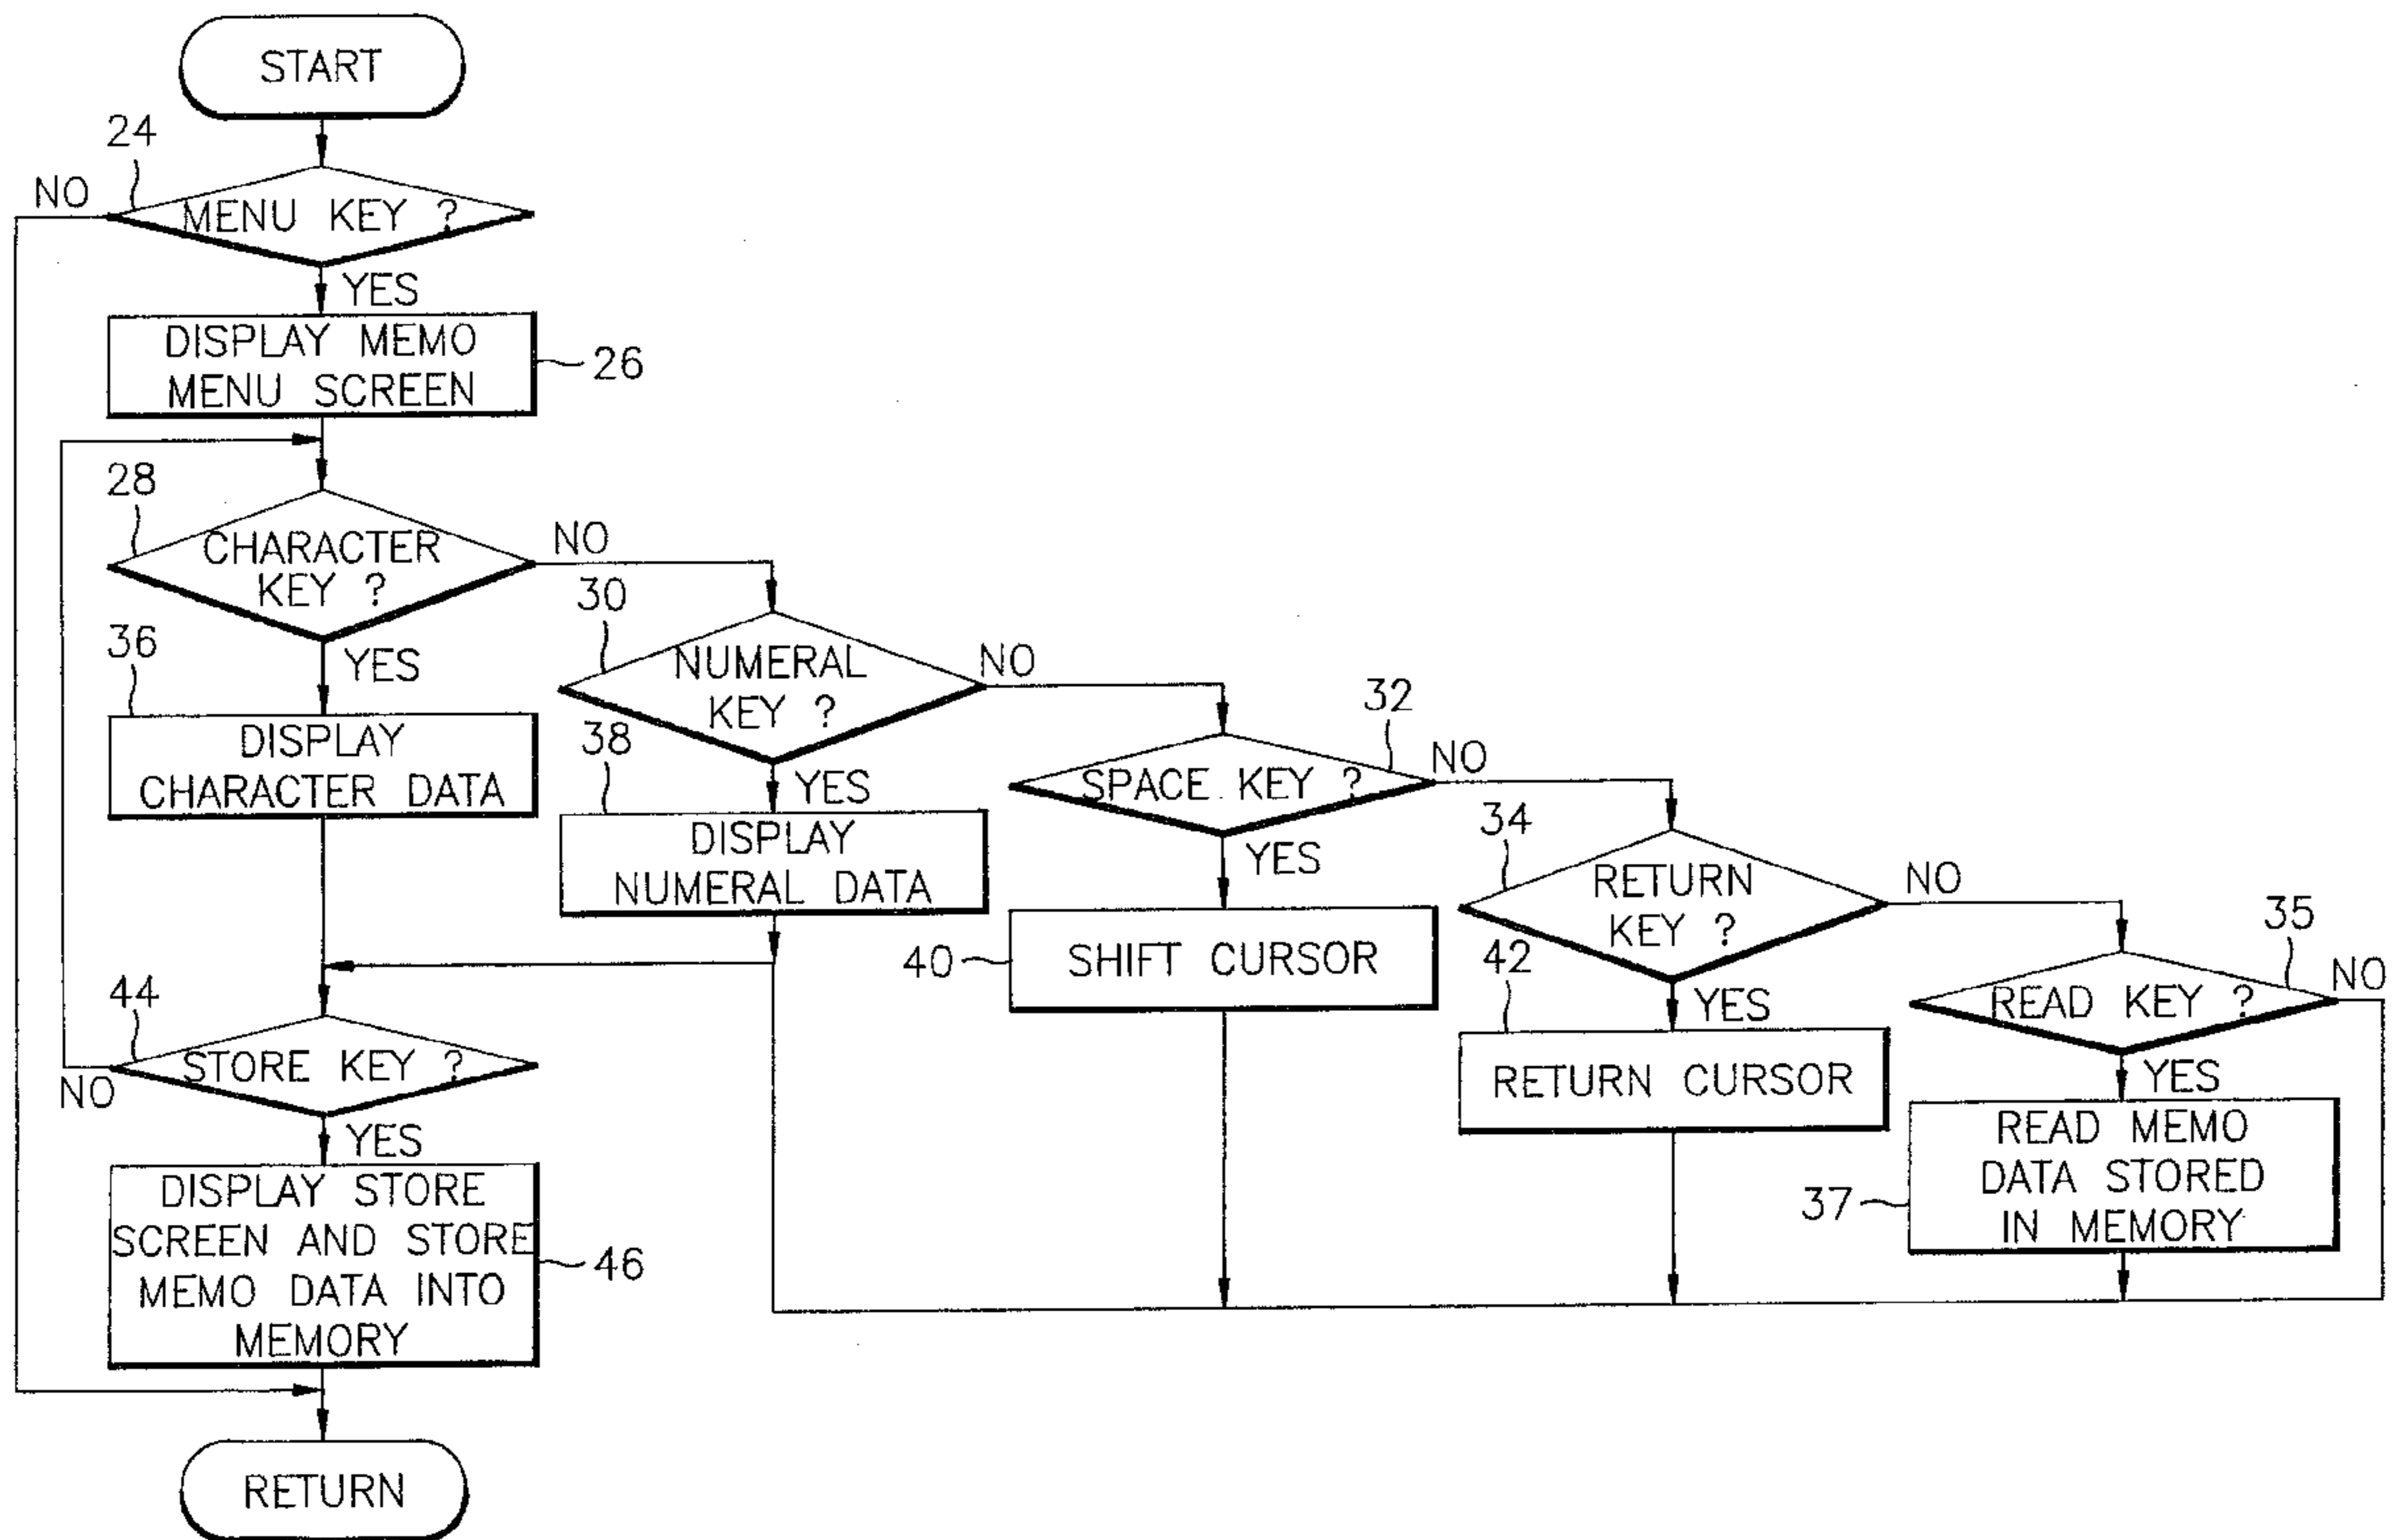 START
24
NO
MENU KEY ?
YES
DISPLAY MEMO
MENU SCREEN
26
28
CHARACTER
KEY ?
NO
YES
36
DISPLAY
CHARACTER DATA
30
NUMERAL
KEY ?
NO
YES
38
DISPLAY
NUMERAL DATA
32
SPACE KEY ?
NO
YES
40
SHIFT CURSOR
34
RETURN
KEY ?
NO
YES
42
RETURN CURSOR
35
READ KEY ?
NO
YES
37
READ MEMO
DATA STORED
IN MEMORY
44
STORE KEY ?
NO
YES
DISPLAY STORE
SCREEN AND STORE
MEMO DATA INTO
MEMORY
46
RETURN